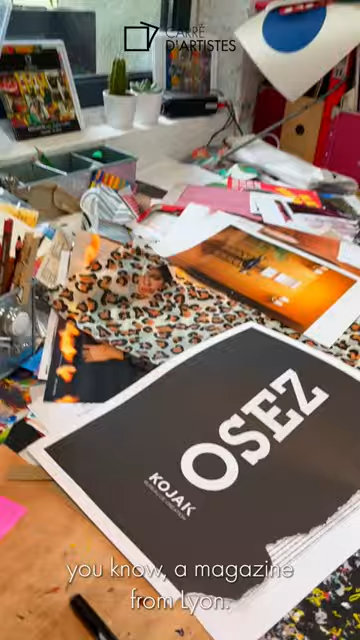 CARRÉ
D'ARTISTES
OSEZ
KOJAK
you know, a magazine
from Lyon.